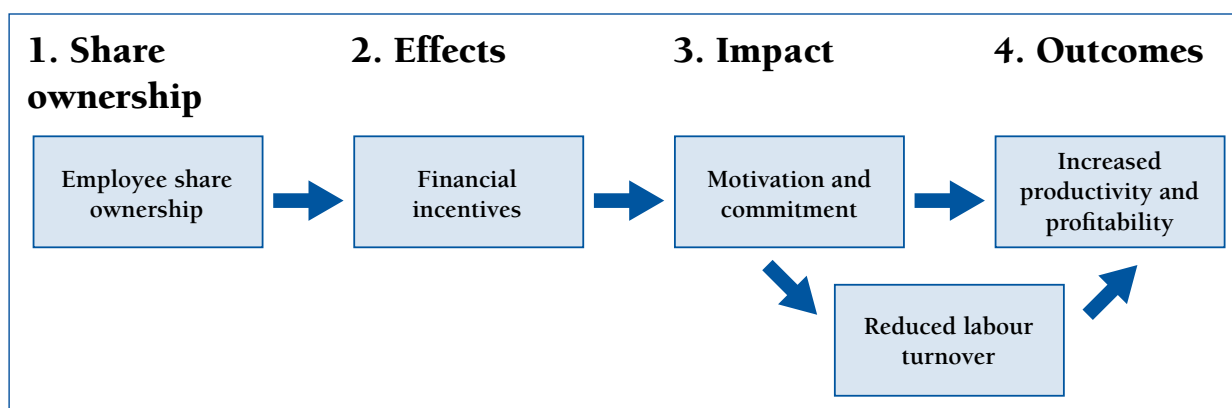 1. Share
ownership
2. Effects
3. Impact
4. Outcomes
Employee share
ownership
Financial
incentives
Motivation and
commitment
Increased
productivity and
profitability
Reduced labour
turnover